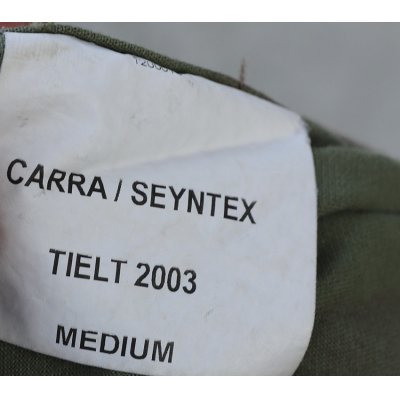 CARRA / SEYNTEX
TIELT 2003
MEDIUM